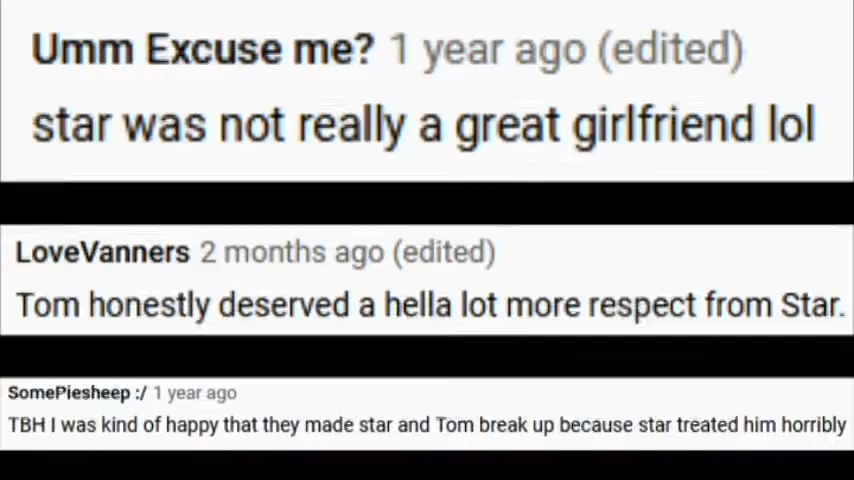 Umm Excuse me? 1 year ago (edited)
star was not really a great girlfriend lol
LoveVanners 2 months ago (edited)
Tom honestly deserved a hella lot more respect from Star.
SomePiesheep :/ 1 year ago
TBH I was kind of happy that they made star and Tom break up because star treated him horribly